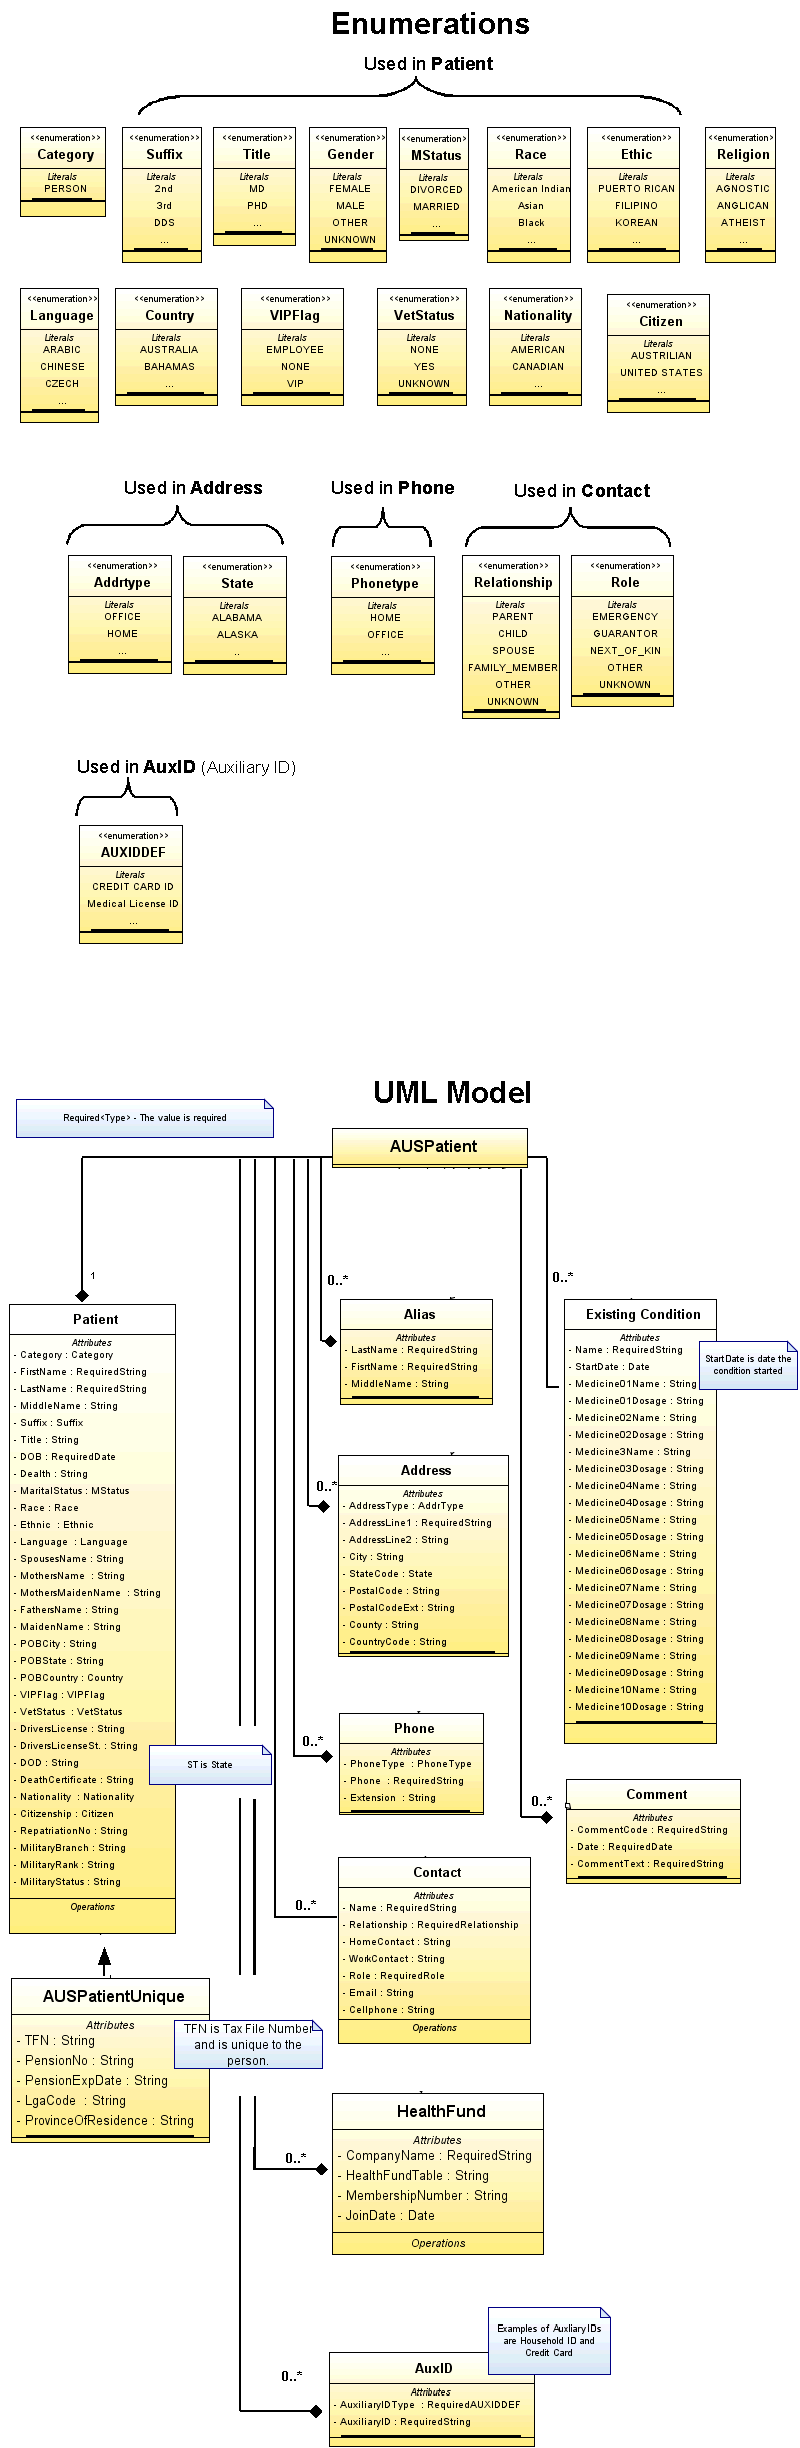 Enumerations
Used in Patient
<<enumeration>>
Category
Literals
PERSON
<<enumeration>>
Suffix
Literals
2nd
3rd
DDS
...
<<enumeration>>
Title
Literals
MD
PHD
...
<<enumeration>>
Gender
Literals
FEMALE
MALE
OTHER
UNKNOWN
<<enumeration>>
MStatus
Literals
DIVORCED
MARRIED
...
<<enumeration>>
Race
Literals
American Indian
Asian
Black
...
<<enumeration>>
Ethic
Literals
PUERTO RICAN
FILIPINO
KOREAN
...
<<enumeration>>
Religion
Literals
AGNOSTIC
ANGLICAN
ATHEIST
...
<<enumeration>>
Language
Literals
ARABIC
CHINESE
CZECH
...
<<enumeration>>
Country
Literals
AUSTRALIA
BAHAMAS
...
<<enumeration>>
VIPFlag
Literals
EMPLOYEE
NONE
VIP
<<enumeration>>
VetStatus
Literals
NONE
YES
UNKNOWN
<<enumeration>>
Nationality
Literals
AMERICAN
CANADIAN
...
<<enumeration>>
Citizen
Literals
AUSTRILIAN
UNITED STATES
...
Used in Address
<<enumeration>>
Addrtype
Literals
OFFICE
HOME
...
<<enumeration>>
State
Literals
ALABAMA
ALASKA
..
Used in Phone
<<enumeration>>
Phonetype
Literals
HOME
OFFICE
...
Used in Contact
<<enumeration>>
Relationship
Literals
PARENT
CHILD
SPOUSE
FAMILY_MEMBER
OTHER
UNKNOWN
<<enumeration>>
Role
Literals
EMERGENCY
GUARANTOR
NEXT_OF_KIN
OTHER
UNKNOWN
Used in AuxID (Auxiliary ID)
<<enumeration>>
AUXIDDEF
Literals
CREDIT CARD ID
Medical License ID
...
UML Model
Required<Type> - The value is required
AUSPatient
1
Patient
Attributes
- Category : Category
- FirstName : RequiredString
- LastName : RequiredString
- MiddleName : String
- Suffix : Suffix
- Title : String
- DOB : RequiredDate
- Dealth : String
- MaritalStatus : MStatus
- Race : Race
- Ethnic : Ethnic
- Language : Language
- SpousesName : String
- MothersName : String
- MothersMaidenName : String
- FathersName : String
- MaidenName : String
- POBCity : String
- POBState : String
- POBCountry : Country
- VIPFlag : VIPFlag
- VetStatus : VetStatus
- DriversLicense : String
- DriversLicenseSt. : String
- DOD : String
- DeathCertificate : String
- Nationality : Nationality
- Citizenship : Citizen
- RepatriationNo : String
- MilitaryBranch : String
- MilitaryRank : String
- MilitaryStatus : String
Operations
ST is State
AUSPatientUnique
Attributes
- TFN : String
- PensionNo : String
- PensionExpDate : String
- LgaCode : String
- ProvinceOfResidence : String
TFN is Tax File Number
and is unique to the
person.
0..*
Alias
Attributes
- LastName : RequiredString
- FisrtName : RequiredString
- MiddleName : String
0..*
Address
Attributes
- AddressType : AddrType
- AddressLine1 : RequiredString
- AddressLine2 : String
- City : String
- StateCode : State
- PostalCode : String
- PostalCodeExt : String
- County : String
- CountryCode : String
0..*
Phone
Attributes
- PhoneType : PhoneType
- Phone : RequiredString
- Extension : String
0..*
Contact
Attributes
- Name : RequiredString
- Relationship : RequiredRelationship
- HomeContact : String
- WorkContact : String
- Role : RequiredRole
- Email : String
- Cellphone : String
Operations
0..*
Existing Condition
Attributes
- Name : RequiredString
- StartDate : Date
- Medicine01Name : String
- Medicine01Dosage : String
- Medicine02Name : String
- Medicine02Dosage : String
- Medicine3Name : String
- Medicine03Dosage : String
- Medicine04Name : String
- Medicine04Dosage : String
- Medicine05Name : String
- Medicine05Dosage : String
- Medicine06Name : String
- Medicine06Dosage : String
- Medicine07Name : String
- Medicine07Dosage : String
- Medicine08Name : String
- Medicine08Dosage : String
- Medicine09Name : String
- Medicine09Dosage : String
- Medicine10Name : String
- Medicine10Dosage : String
StartDate is date the
condition started
0..*
Comment
Attributes
- CommentCode : RequiredString
- Date : RequiredDate
- CommentText : RequiredString
0..*
HealthFund
Attributes
- CompanyName : RequiredString
- HealthFundTable : String
- MembershipNumber : String
- JoinDate : Date
Operations
Examples of Auxliary IDs
are Household ID and
Credit Card
0..*
AuxID
Attributes
- AuxiliaryIDType : RequiredAUXIDDEF
- AuxiliaryID : RequiredString